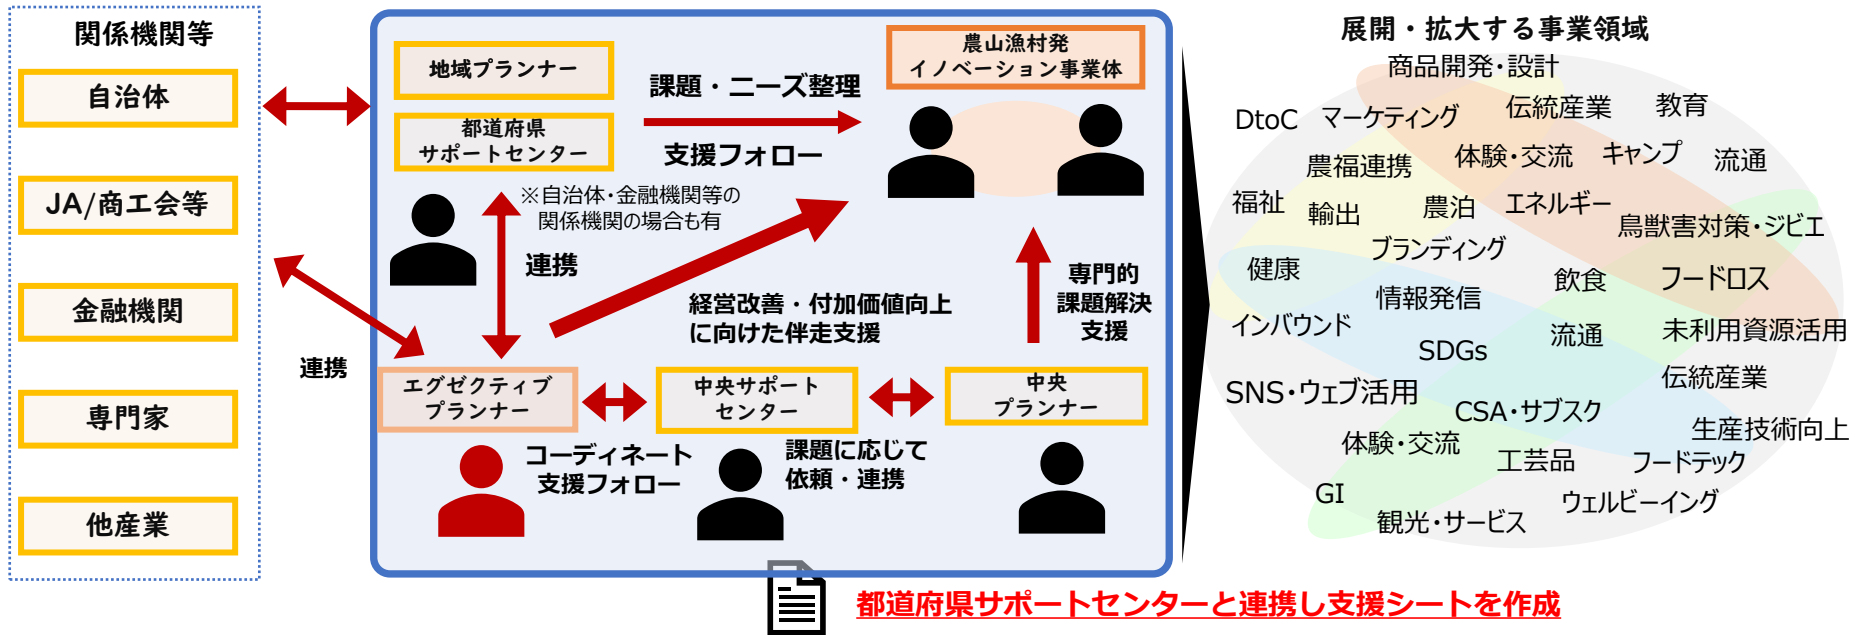 関係機関等
自治体
JA/商工会等
金融機関
専門家
他産業
連携
地域プランナー
都道府県
サポートセンター
課題・ニーズ整理
支援フォロー
農山漁村発
イノベーション事業体
※自治体・金融機関等の
関係機関の場合も有
連携
経営改善・付加価値向上
に向けた伴走支援
専門的
課題解決
支援
エグゼクティブ
プランナー
中央サポート
センター
中央
プランナー
コーディネート
支援フォロー
課題に応じて
依頼・連携
都道府県サポートセンターと連携し支援シートを作成
展開・拡大する事業領域
商品開発・設計
DtoC
マーケティング
伝統産業
教育
農福連携
体験・交流
キャンプ
流通
福祉
輸出
農泊
エネルギー
鳥獣害対策・ジビエ
ブランディング
健康
情報発信
飲食
フードロス
インバウンド
SDGs
流通
未利用資源活用
伝統産業
SNS・ウェブ活用
CSA・サブスク
生産技術向上
体験・交流
工芸品
フードテック
GI
ウェルビーイング
観光・サービス